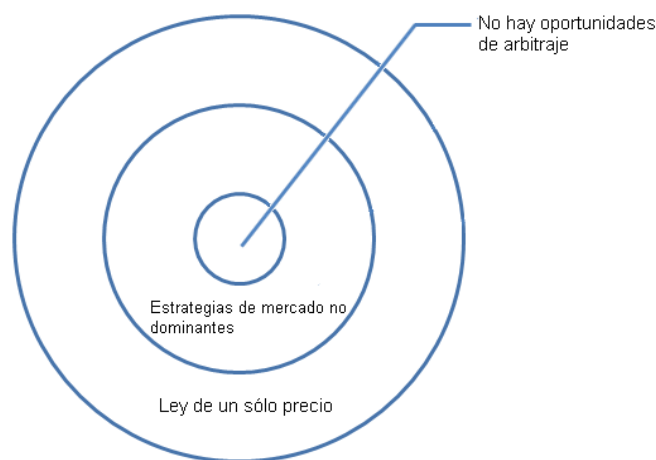 No hay oportunidades
de arbitraje
Estrategias de mercado no
dominantes
Ley de un sólo precio